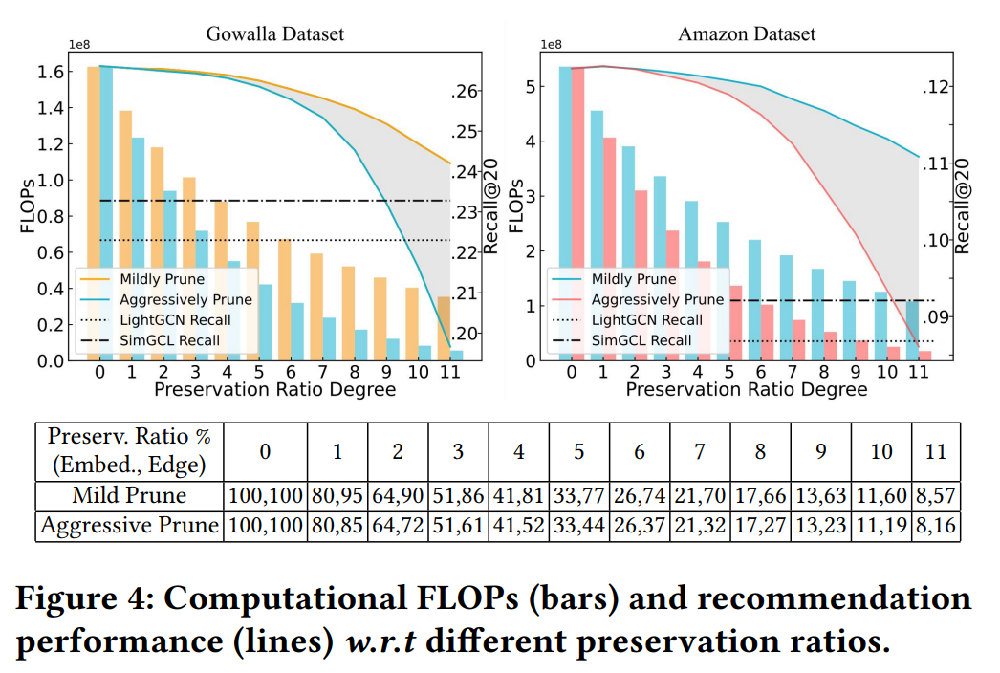 Gowalla Dataset
1e8
1.6
1.4
1.2
1.0
0.8
0.6
0.4
0.2
0.0
FLOPs
.26
.25
.24
.23
.22
.21
.20
Recall@20
Mildly Prune
Aggressively Prune
LightGCN Recall
SimGCL Recall
0 1 2 3 4 5 6 7 8 9 10 11
Preservation Ratio Degree
Amazon Dataset
1e8
5
4
3
2
1
0
FLOPs
.12
.11
.10
.09
Recall@20
Mildly Prune
Aggressively Prune
LightGCN Recall
SimGCL Recall
0 1 2 3 4 5 6 7 8 9 10 11
Preservation Ratio Degree
Preserv. Ratio % (Embed., Edge) 0 1 2 3 4 5 6 7 8 9 10 11
Mild Prune 100,100 80,95 64,90 51,86 41,81 33,77 26,74 21,70 17,66 13,63 11,60 8,57
Aggressive Prune 100,100 80,85 64,72 51,61 41,52 33,44 26,37 21,32 17,27 13,23 11,19 8,16
Figure 4: Computational FLOPs (bars) and recommendation
performance (lines) w.r.t different preservation ratios.